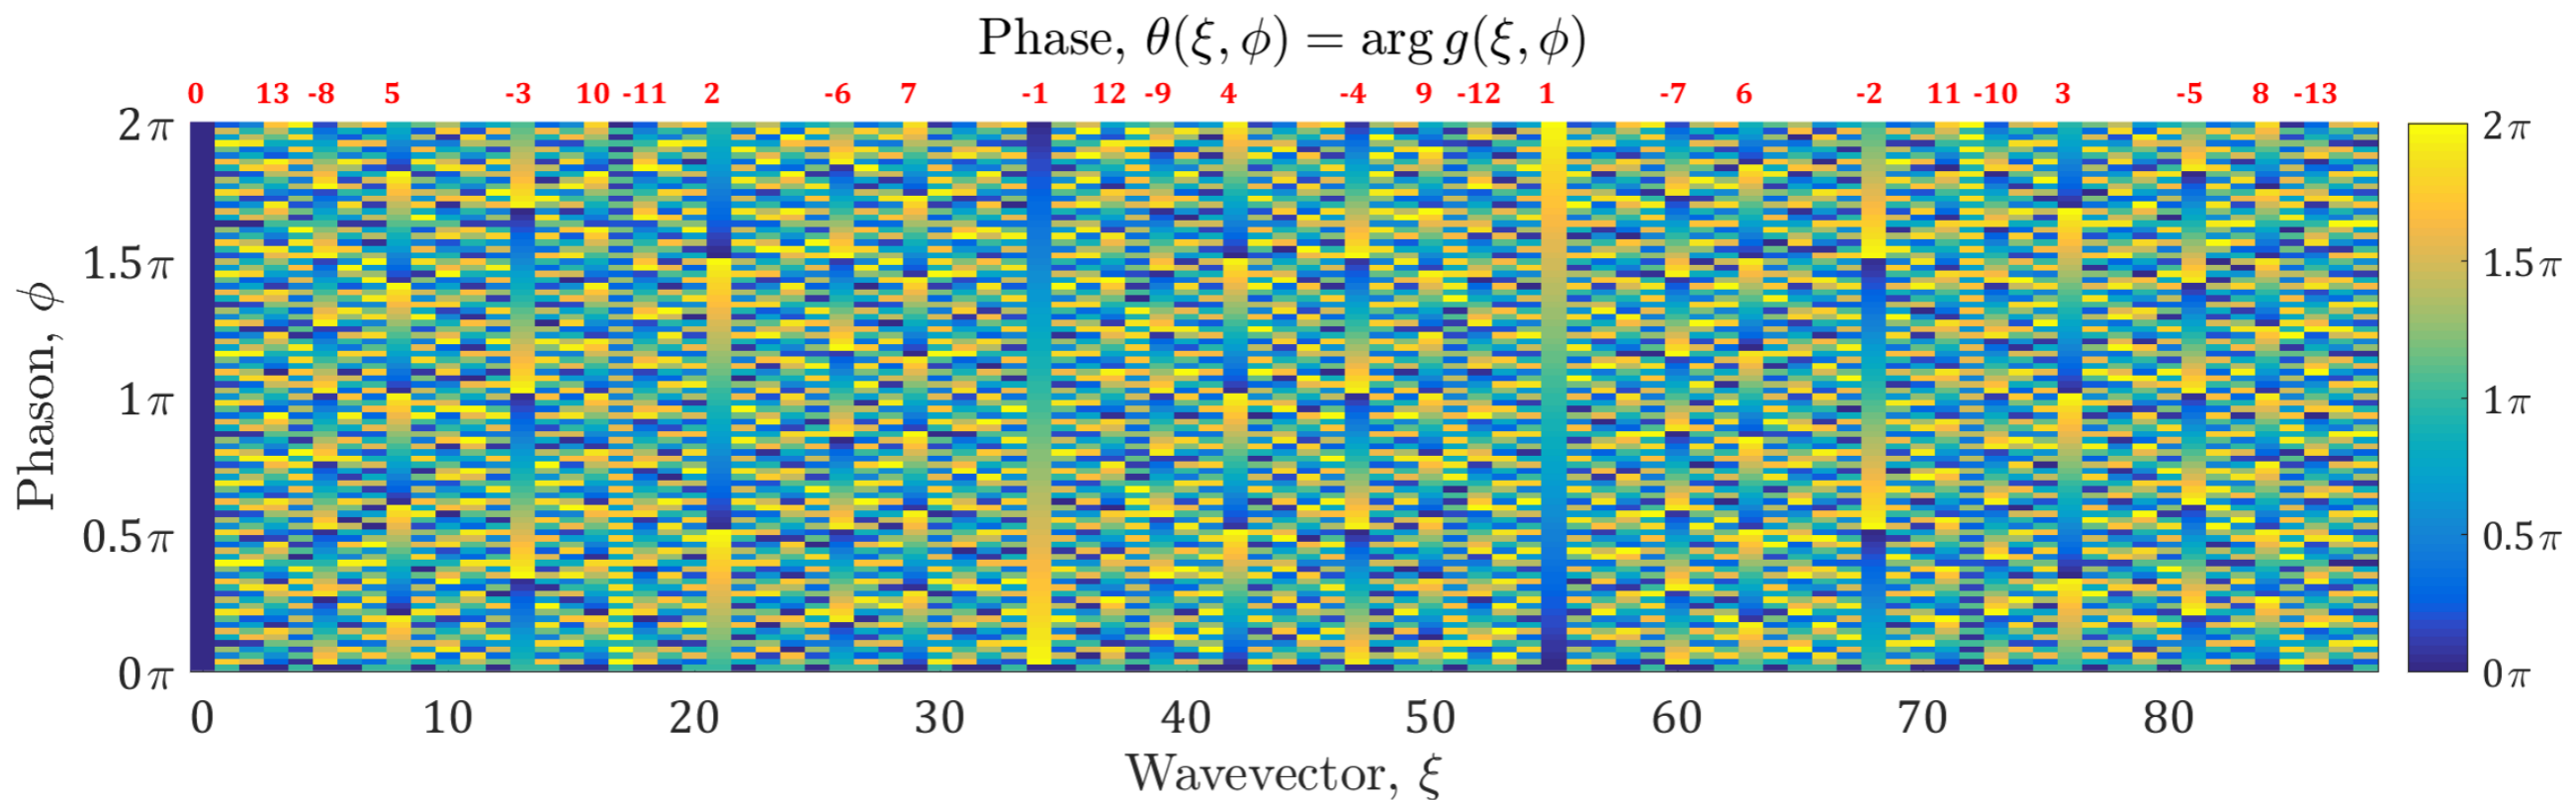 Phase, θ(ξ, ϕ) = arg g(ξ, ϕ)
0 13 -8 5 -3 10 -11 2 -6 7 -1 12 -9 4 -4 9 -12 1 -7 6 -2 11 -10 3 -5 8 -13
2π
1.5π
1π
0.5π
0π
Phason, ϕ
0 10 20 30 40 50 60 70 80
Wavevector, ξ
2π
1.5π
1π
0.5π
0π